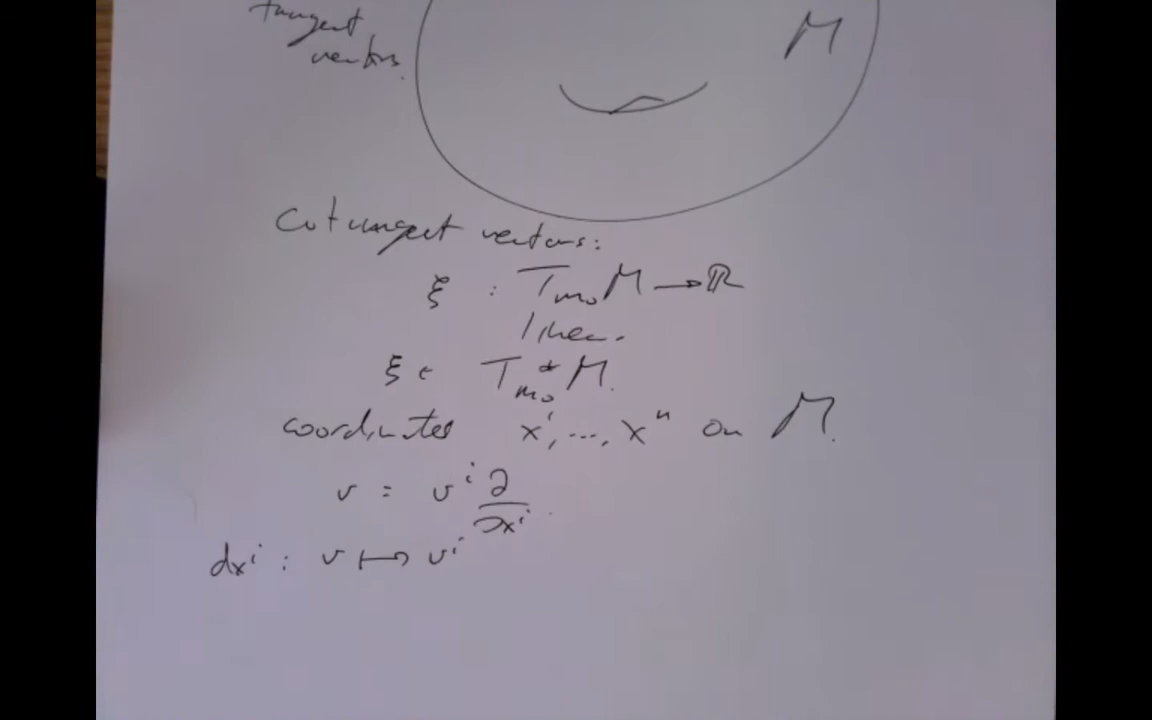 tangent
vectors.
M
Cotangent vectors:
ξ : T_{m₀}M → ℝ
linear.
ξ ∈ T*_{m₀}M.
coordinates x¹, ..., xⁿ on M.
v = vⁱ ∂/∂xⁱ.
dxⁱ : v ↦ vⁱ